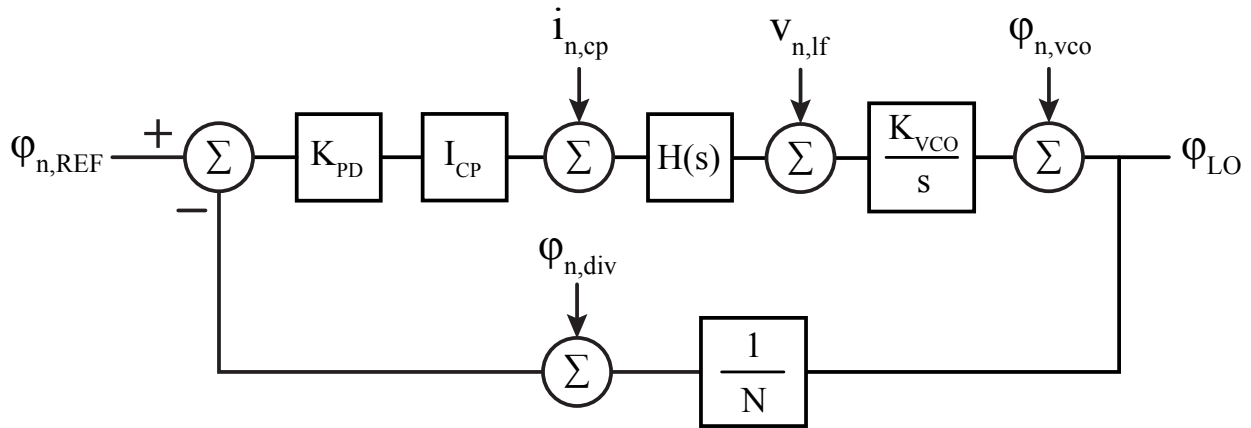 i_n,cp
v_n,lf
φ_n,vco
φ_n,REF
+
−
Σ
K_PD
I_CP
Σ
H(s)
Σ
K_VCO
s
Σ
φ_LO
φ_n,div
Σ
1
N